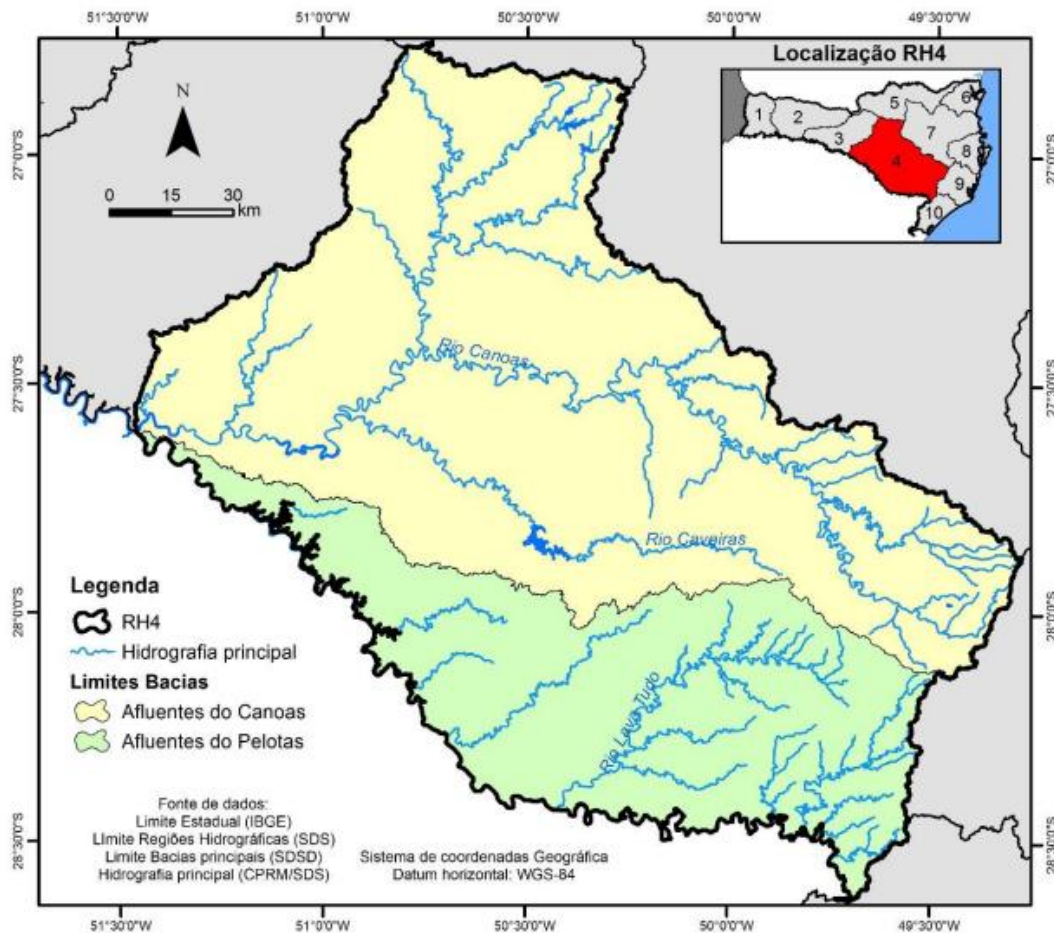 51°30'0"W
51°0'0"W
50°30'0"W
50°0'0"W
49°30'0"W
Localização RH4
1
2
3
4
5
6
7
8
9
10
N
0 15 30
km
27°0'0"S
27°0'0"S
Rio Canoas
27°30'0"S
27°30'0"S
Rio Caveiras
Legenda
RH4
Hidrografia principal
Limites Bacias
Afluentes do Canoas
Afluentes do Pelotas
28°0'0"S
28°0'0"S
Rio Lava Tudo
Fonte de dados:
Limite Estadual (IBGE)
LImite Regiões Hidrográficas (SDS)
Limite Bacias principais (SDSD)
Hidrografia principal (CPRM/SDS)
Sistema de coordenadas Geográfica
Datum horizontal: WGS-84
28°30'0"S
28°30'0"S
51°30'0"W
51°0'0"W
50°30'0"W
50°0'0"W
49°30'0"W